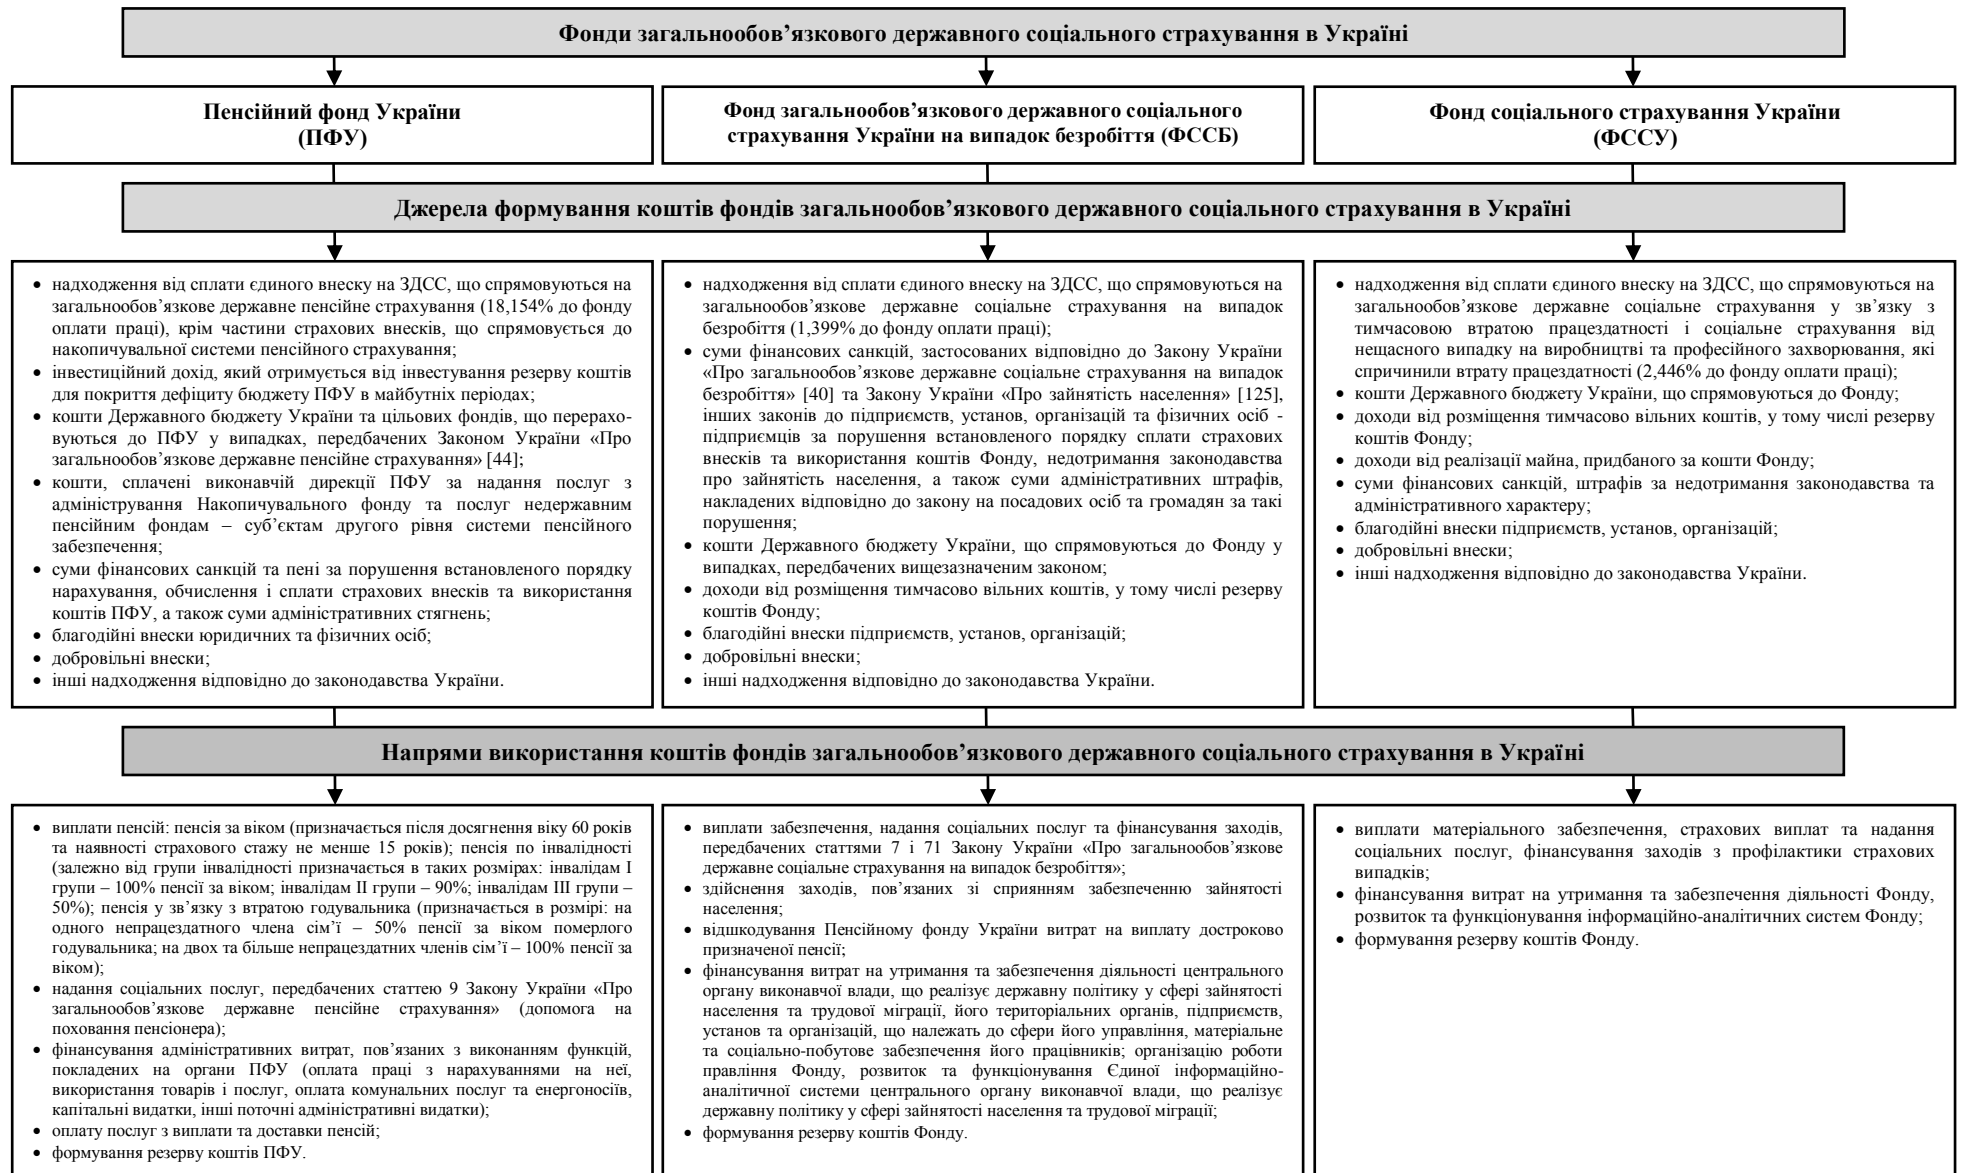 Фонди загальнообов’язкового державного соціального страхування в Україні
Пенсійний фонд України
(ПФУ)
Фонд загальнообов’язкового державного соціального
страхування України на випадок безробіття (ФССБ)
Фонд соціального страхування України
(ФССУ)
Джерела формування коштів фондів загальнообов’язкового державного соціального страхування в Україні
• надходження від сплати єдиного внеску на ЗДСС, що спрямовуються на
загальнообов’язкове державне пенсійне страхування (18,154% до фонду
оплати праці), крім частини страхових внесків, що спрямовується до
накопичувальної системи пенсійного страхування;
• інвестиційний дохід, який отримується від інвестування резерву коштів
для покриття дефіциту бюджету ПФУ в майбутніх періодах;
• кошти Державного бюджету України та цільових фондів, що перерахо-
вуються до ПФУ у випадках, передбачених Законом України «Про
загальнообов’язкове державне пенсійне страхування» [44];
• кошти, сплачені виконавчій дирекції ПФУ за надання послуг з
адміністрування Накопичувального фонду та послуг недержавним
пенсійним фондам – суб’єктам другого рівня системи пенсійного
забезпечення;
• суми фінансових санкцій та пені за порушення встановленого порядку
нарахування, обчислення і сплати страхових внесків та використання
коштів ПФУ, а також суми адміністративних стягнень;
• благодійні внески юридичних та фізичних осіб;
• добровільні внески;
• інші надходження відповідно до законодавства України.
• надходження від сплати єдиного внеску на ЗДСС, що спрямовуються на
загальнообов’язкове державне соціальне страхування на випадок
безробіття (1,399% до фонду оплати праці);
• суми фінансових санкцій, застосованих відповідно до Закону України
«Про загальнообов’язкове державне соціальне страхування на випадок
безробіття» [40] та Закону України «Про зайнятість населення» [125],
інших законів до підприємств, установ, організацій та фізичних осіб -
підприємців за порушення встановленого порядку сплати страхових
внесків та використання коштів Фонду, недотримання законодавства
про зайнятість населення, а також суми адміністративних штрафів,
накладених відповідно до закону на посадових осіб та громадян за такі
порушення;
• кошти Державного бюджету України, що спрямовуються до Фонду у
випадках, передбачених вищезазначеним законом;
• доходи від розміщення тимчасово вільних коштів, у тому числі резерву
коштів Фонду;
• благодійні внески підприємств, установ, організацій;
• добровільні внески;
• інші надходження відповідно до законодавства України.
• надходження від сплати єдиного внеску на ЗДСС, що спрямовуються на
загальнообов’язкове державне соціальне страхування у зв’язку з
тимчасовою втратою працездатності і соціальне страхування від
нещасного випадку на виробництві та професійного захворювання, які
спричинили втрату працездатності (2,446% до фонду оплати праці);
• кошти Державного бюджету України, що спрямовуються до Фонду;
• доходи від розміщення тимчасово вільних коштів, у тому числі резерву
коштів Фонду;
• доходи від реалізації майна, придбаного за кошти Фонду;
• суми фінансових санкцій, штрафів за недотримання законодавства та
адміністративного характеру;
• благодійні внески підприємств, установ, організацій;
• добровільні внески;
• інші надходження відповідно до законодавства України.
Напрями використання коштів фондів загальнообов’язкового державного соціального страхування в Україні
• виплати пенсій: пенсія за віком (призначається після досягнення віку 60 років
та наявності страхового стажу не менше 15 років); пенсія по інвалідності
(залежно від групи інвалідності призначається в таких розмірах: інвалідам І
групи – 100% пенсії за віком; інвалідам ІІ групи – 90%; інвалідам ІІІ групи –
50%); пенсія у зв’язку з втратою годувальника (призначається в розмірі: на
одного непрацездатного члена сім’ї – 50% пенсії за віком померлого
годувальника; на двох та більше непрацездатних членів сім’ї – 100% пенсії за
віком);
• надання соціальних послуг, передбачених статтею 9 Закону України «Про
загальнообов’язкове державне пенсійне страхування» (допомога на
поховання пенсіонера);
• фінансування адміністративних витрат, пов’язаних з виконанням функцій,
покладених на органи ПФУ (оплата праці з нарахуваннями на неї,
використання товарів і послуг, оплата комунальних послуг та енергоносіїв,
капітальні видатки, інші поточні адміністративні видатки);
• оплату послуг з виплати та доставки пенсій;
• формування резерву коштів ПФУ.
• виплати забезпечення, надання соціальних послуг та фінансування заходів,
передбачених статтями 7 і 71 Закону України «Про загальнообов’язкове
державне соціальне страхування на випадок безробіття»;
• здійснення заходів, пов’язаних зі сприянням забезпеченню зайнятості
населення;
• відшкодування Пенсійному фонду України витрат на виплату достроково
призначеної пенсії;
• фінансування витрат на утримання та забезпечення діяльності центрального
органу виконавчої влади, що реалізує державну політику у сфері зайнятості
населення та трудової міграції, його територіальних органів, підприємств,
установ та організацій, що належать до сфери його управління, матеріальне
та соціально-побутове забезпечення його працівників; організацію роботи
правління Фонду, розвиток та функціонування Єдиної інформаційно-
аналітичної системи центрального органу виконавчої влади, що реалізує
державну політику у сфері зайнятості населення та трудової міграції;
• формування резерву коштів Фонду.
• виплати матеріального забезпечення, страхових виплат та надання
соціальних послуг, фінансування заходів з профілактики страхових
випадків;
• фінансування витрат на утримання та забезпечення діяльності Фонду,
розвиток та функціонування інформаційно-аналітичних систем Фонду;
• формування резерву коштів Фонду.